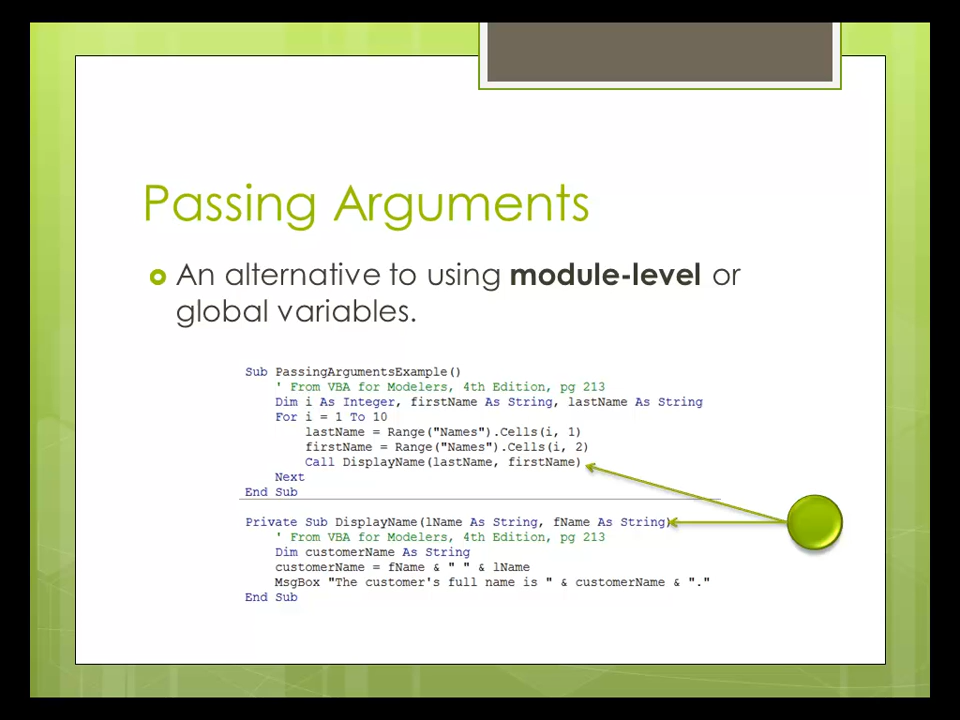 Passing Arguments
An alternative to using module-level or
global variables.
Sub PassingArgumentsExample()
' From VBA for Modelers, 4th Edition, pg 213
Dim i As Integer, firstName As String, lastName As String
For i = 1 To 10
lastName = Range("Names").Cells(i, 1)
firstName = Range("Names").Cells(i, 2)
Call DisplayName(lastName, firstName)
Next
End Sub
Private Sub DisplayName(lName As String, fName As String)
' From VBA for Modelers, 4th Edition, pg 213
Dim customerName As String
customerName = fName & " " & lName
MsgBox "The customer's full name is " & customerName & "."
End Sub